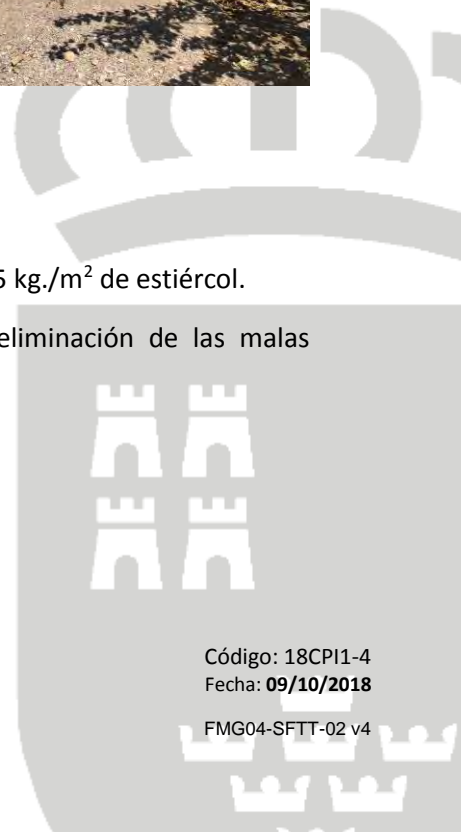 kg./m² de estiércol.
eliminación de las malas
Código: 18CPI1-4
Fecha: 09/10/2018
FMG04-SFTT-02 v4